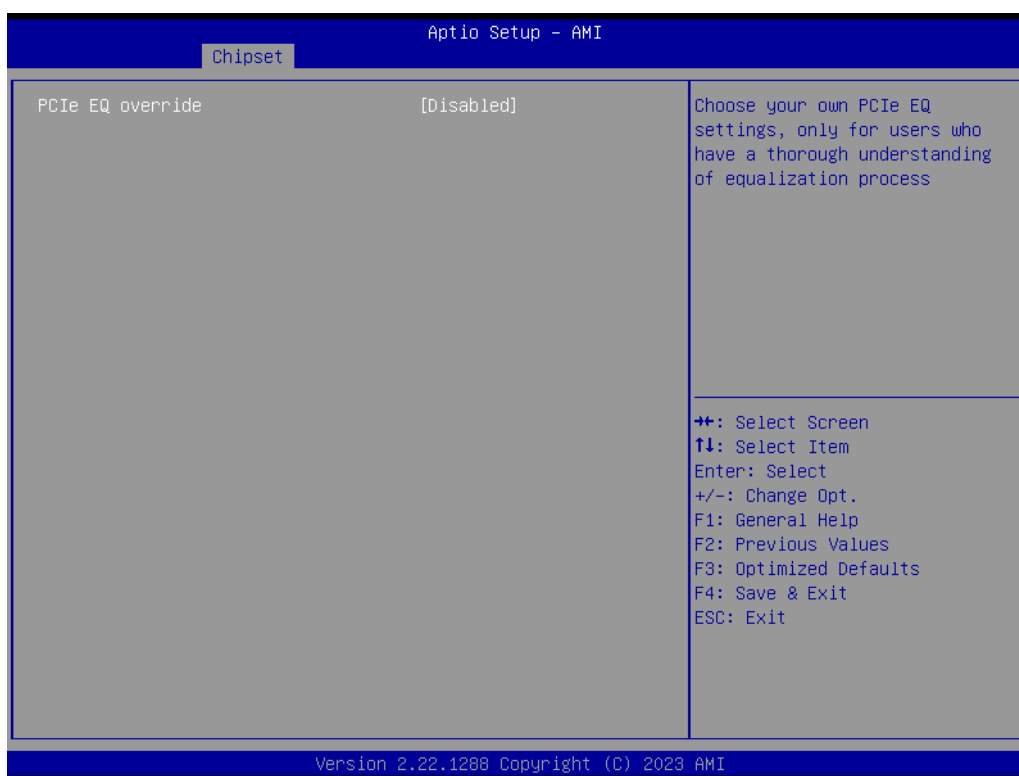 Aptio Setup – AMI
Chipset
PCIe EQ override [Disabled]
Choose your own PCIe EQ
settings, only for users who
have a thorough understanding
of equalization process
→←: Select Screen
↑↓: Select Item
Enter: Select
+/-: Change Opt.
F1: General Help
F2: Previous Values
F3: Optimized Defaults
F4: Save & Exit
ESC: Exit
Version 2.22.1288 Copyright (C) 2023 AMI